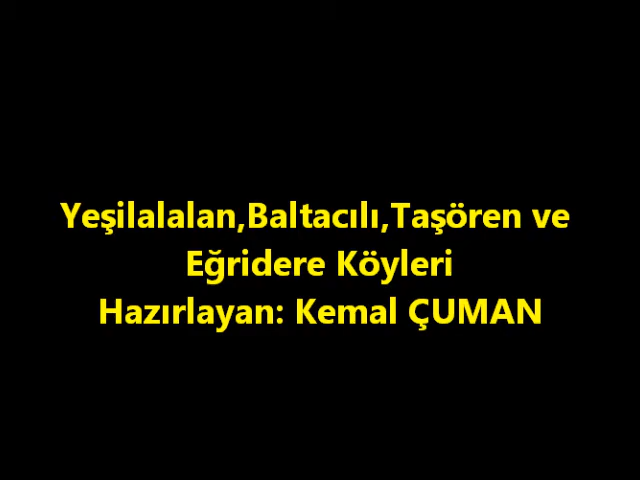 Yeşilalalan,Baltacılı,Taşören ve
Eğridere Köyleri
Hazırlayan: Kemal ÇUMAN